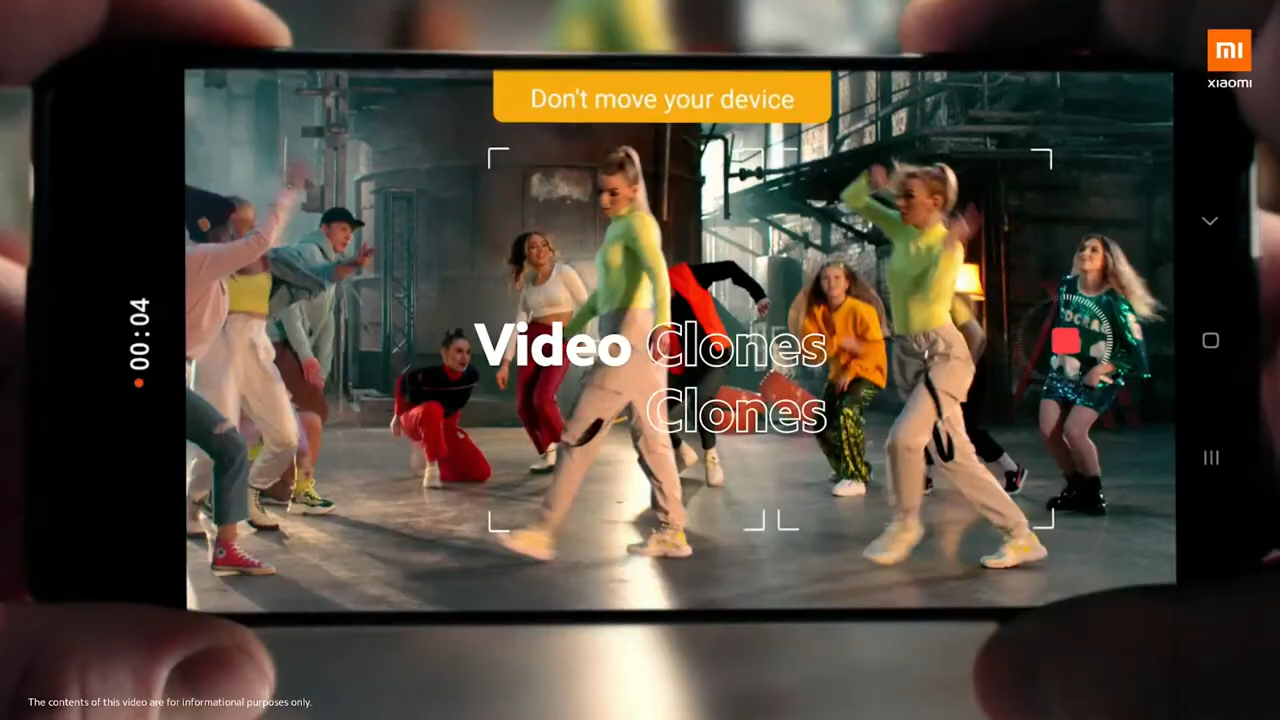 mi
xiaomi
Don't move your device
00:04
Video Clones
Clones
The contents of this video are for informational purposes only.